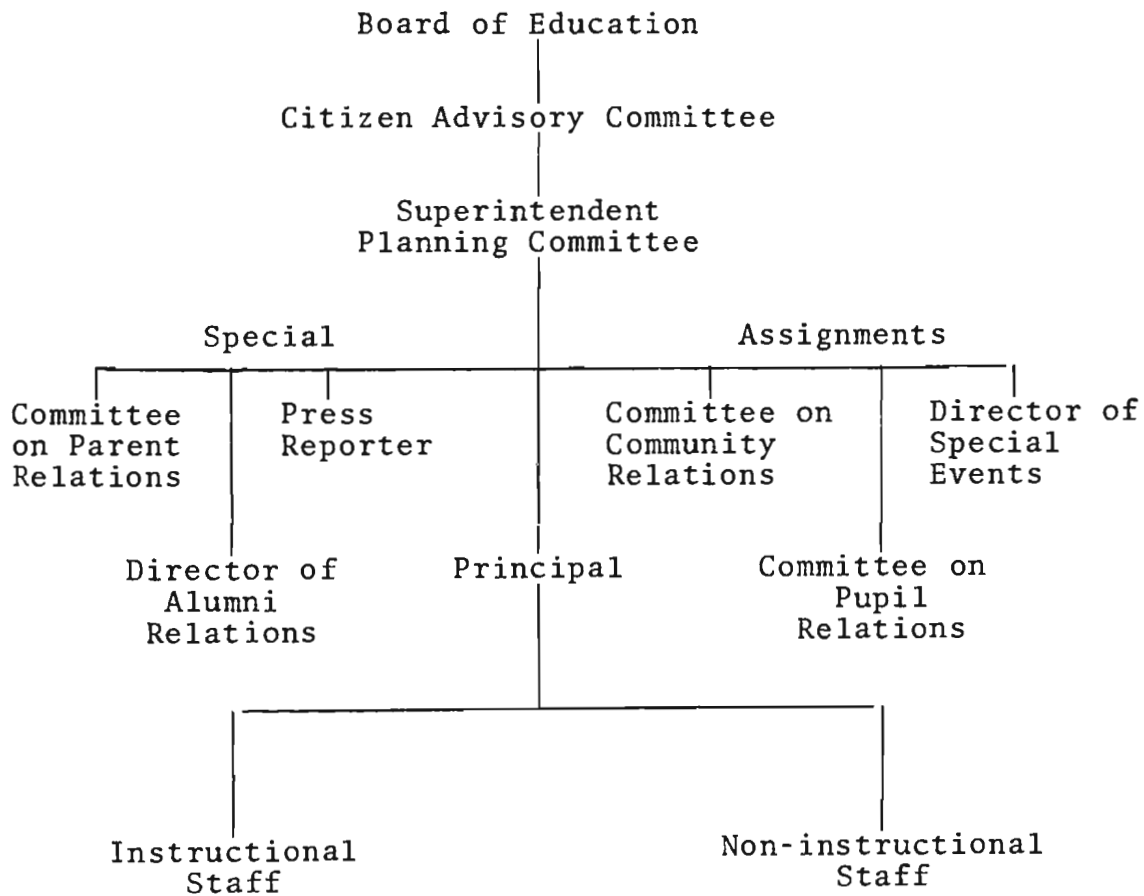 Board of Education
Citizen Advisory Committee
Superintendent
Planning Committee
Special
Assignments
Committee
on Parent
Relations
Press
Reporter
Committee on
Community
Relations
Director of
Special
Events
Director of
Alumni
Relations
Principal
Committee on
Pupil
Relations
Instructional
Staff
Non-instructional
Staff